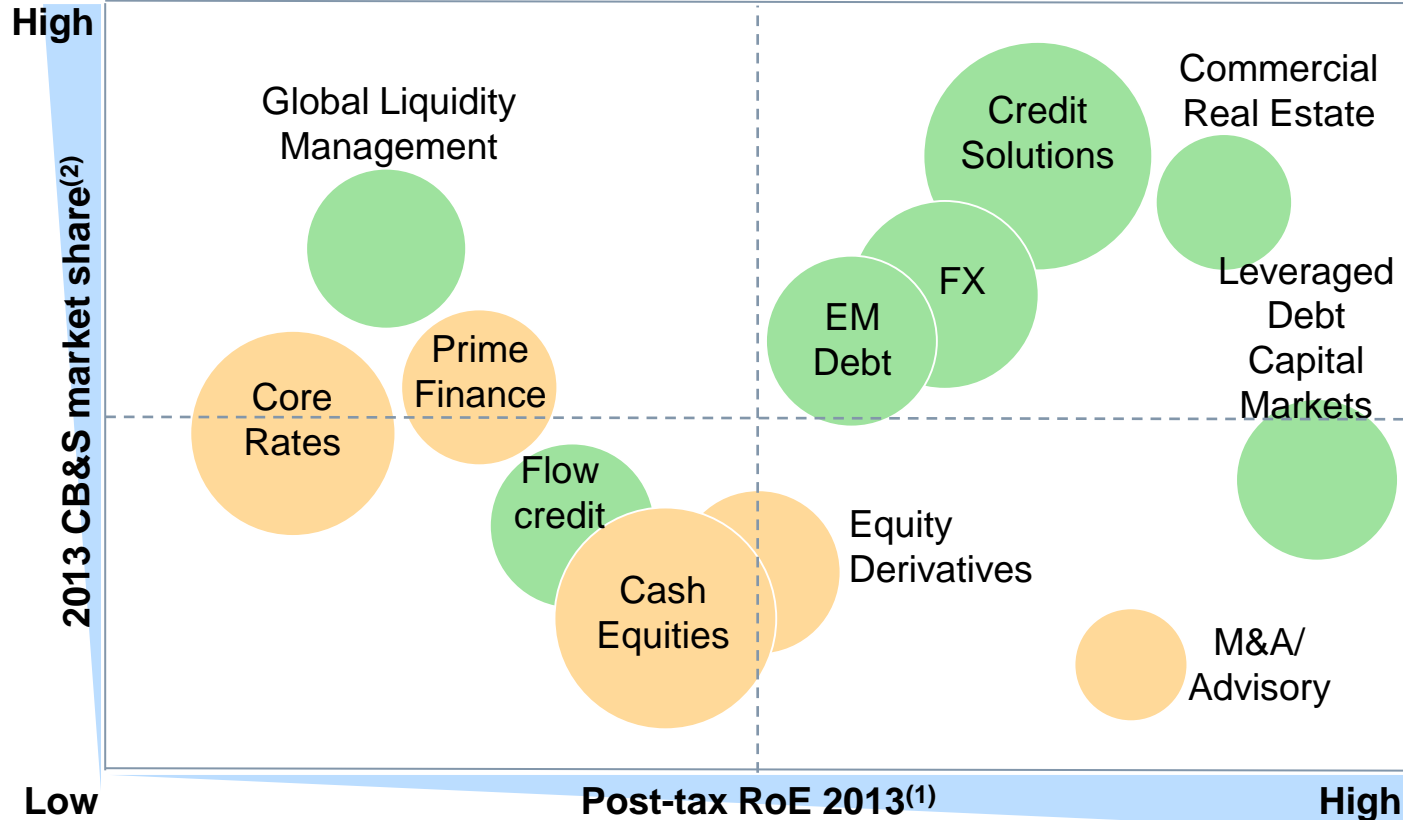 High
2013 CB&S market share(2)
Global Liquidity
Management
Credit
Solutions
Commercial
Real Estate
FX
EM
Debt
Leveraged
Debt
Capital
Markets
Prime
Finance
Core
Rates
Flow
credit
Cash
Equities
Equity
Derivatives
M&A/
Advisory
Low
Post-tax RoE 2013(1)
High